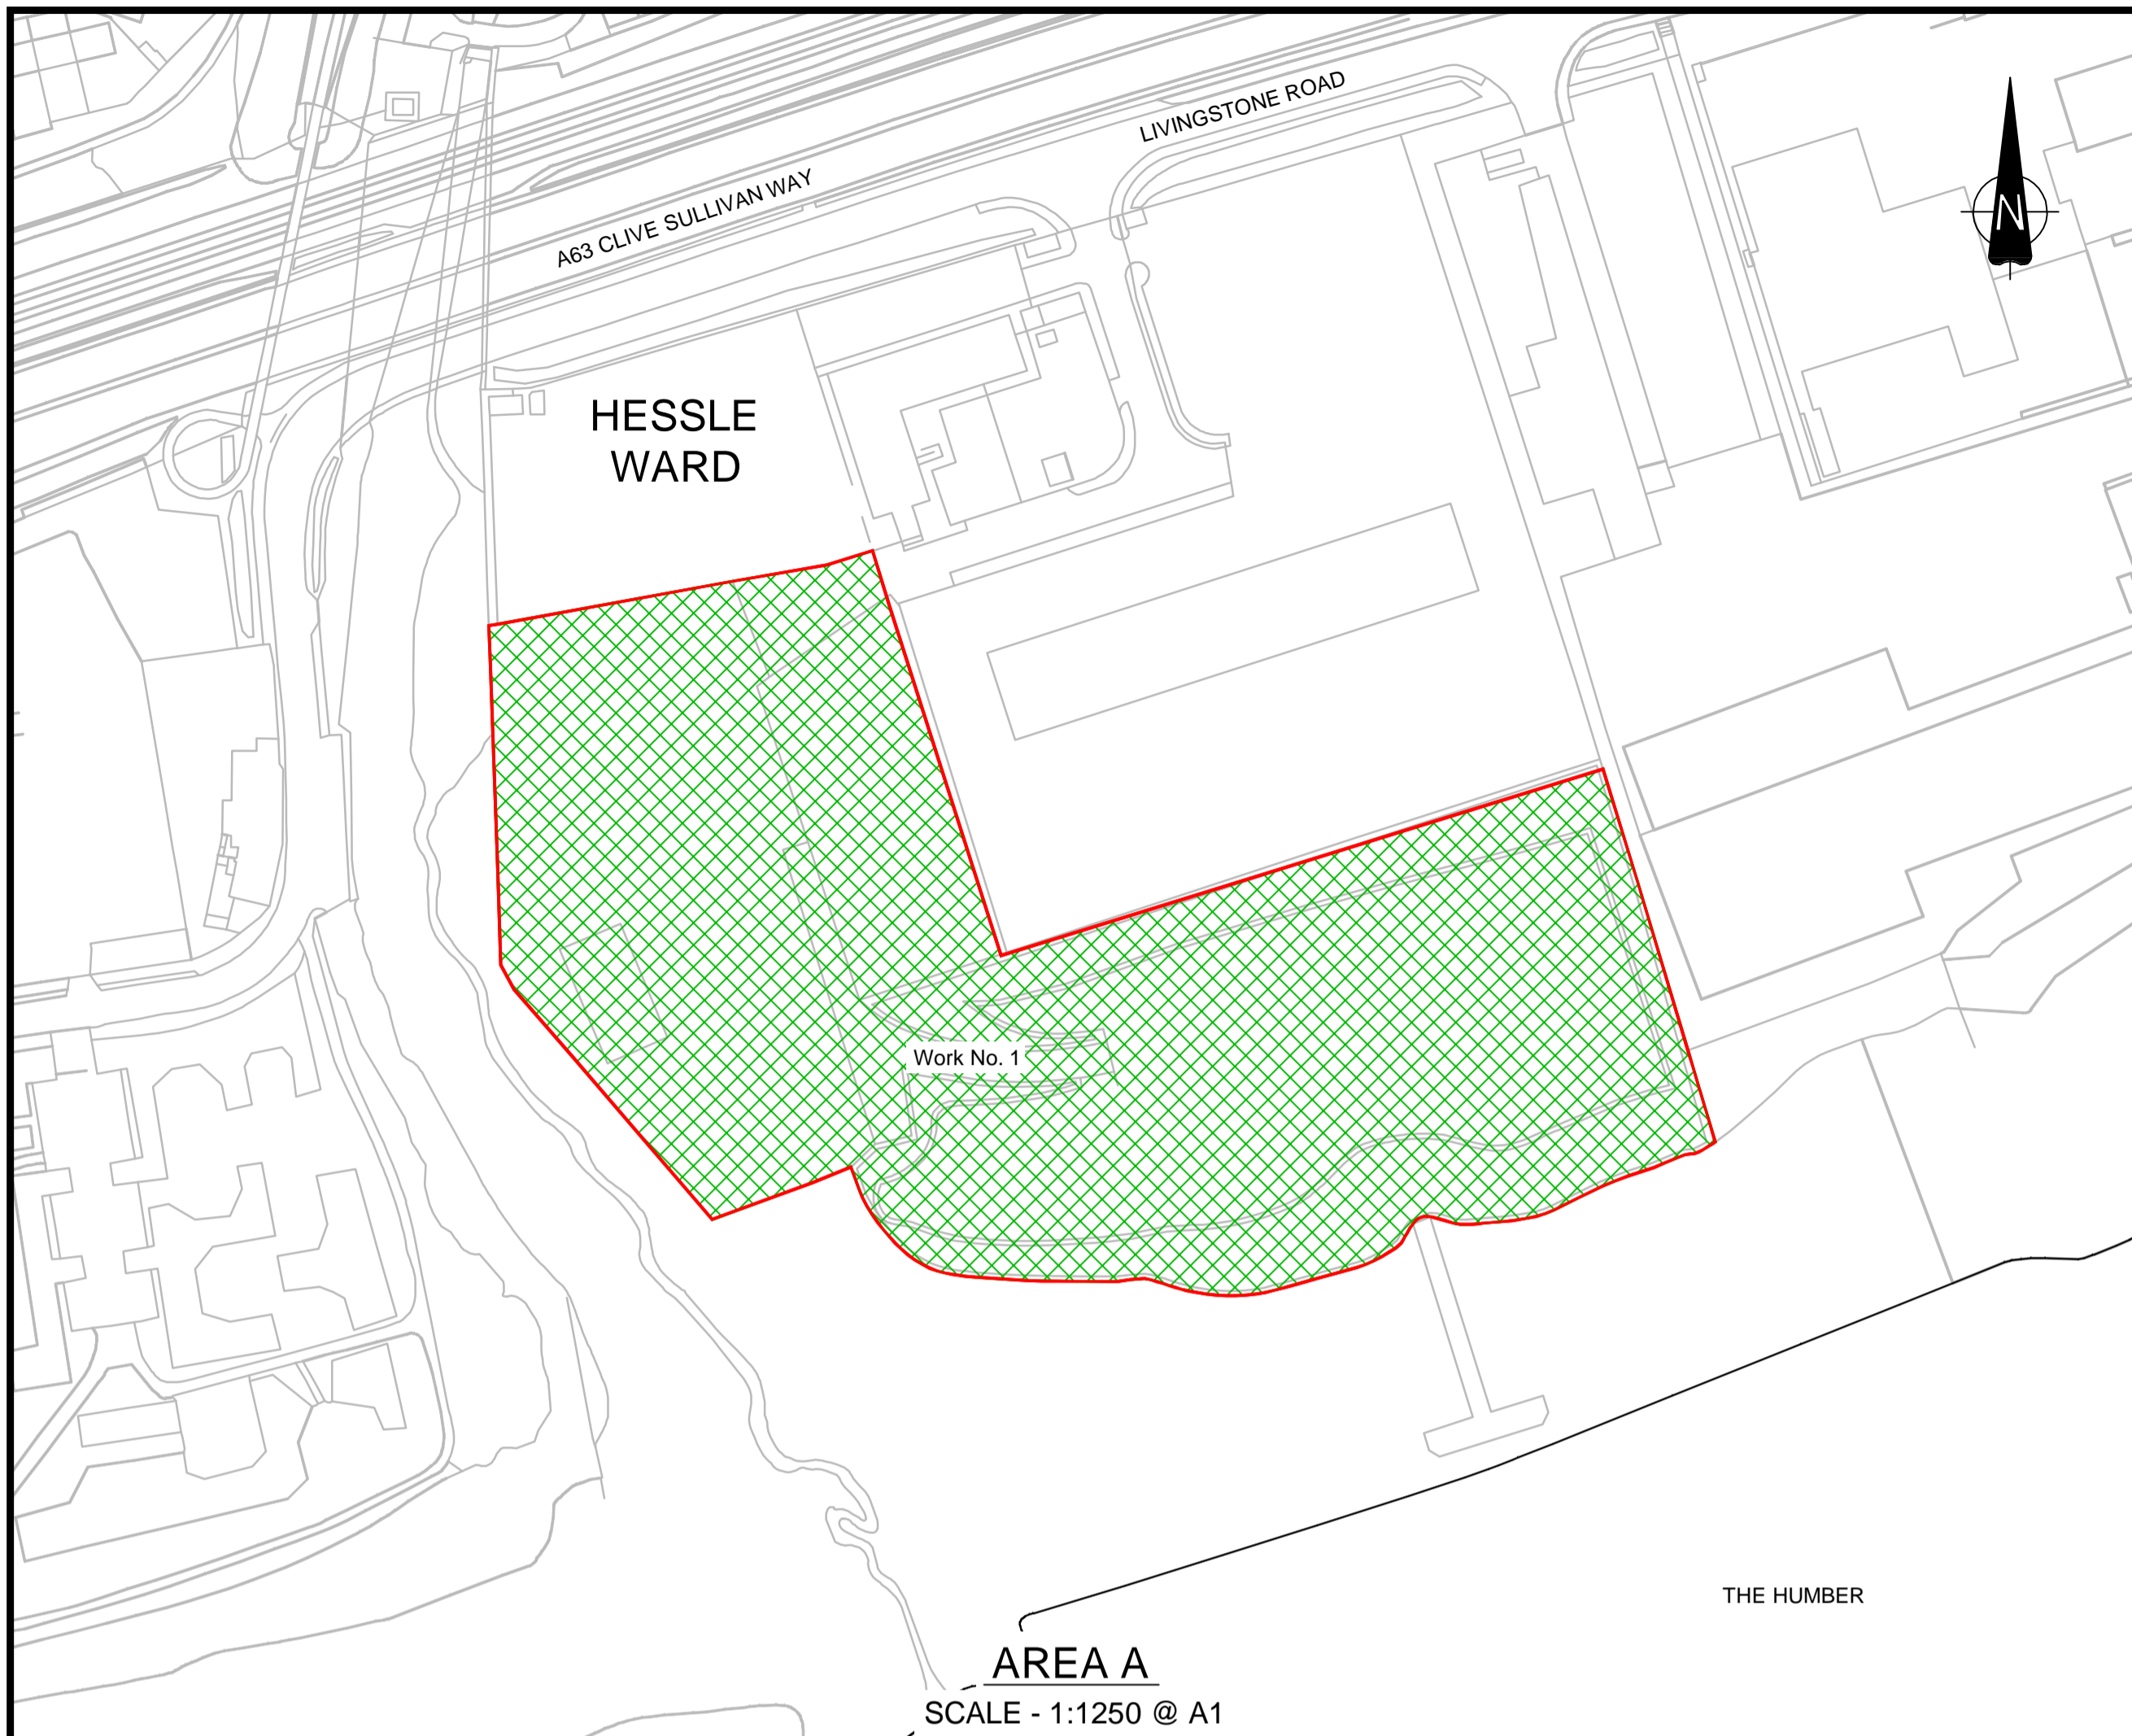 LIVINGSTONE ROAD
A63 CLIVE SULLIVAN WAY
N
HESSLE
WARD
Work No. 1
THE HUMBER
AREA A
SCALE - 1:1250 @ A1